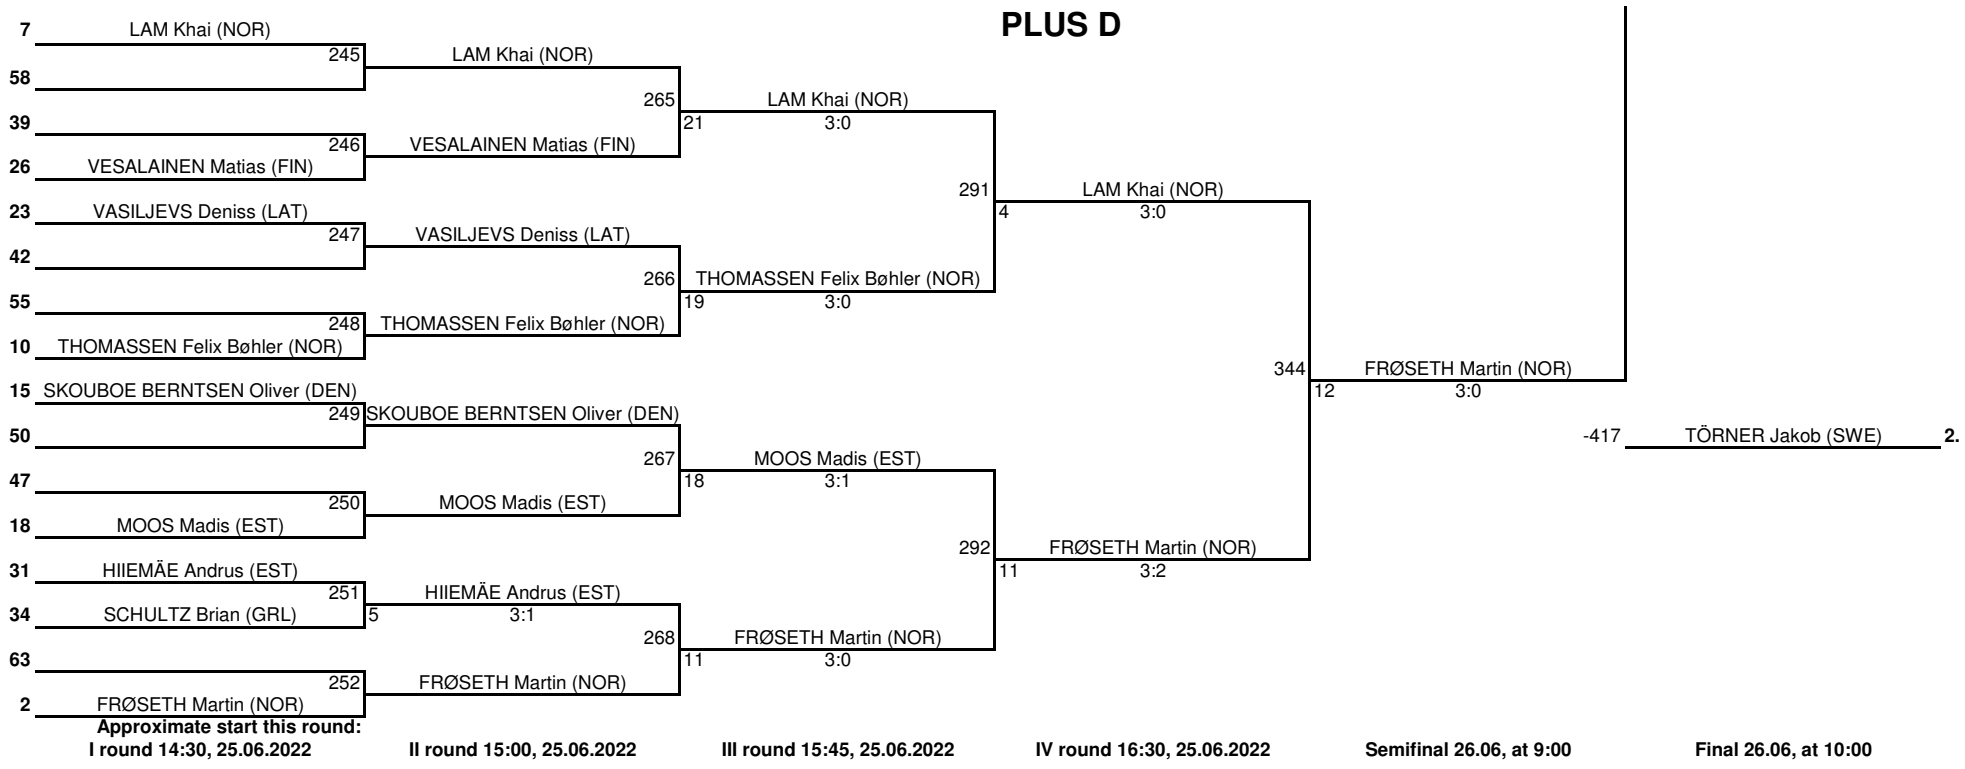 PLUS D
7 LAM Khai (NOR)
245 LAM Khai (NOR)
58
265 LAM Khai (NOR)
39
21 3:0
246 VESALAINEN Matias (FIN)
26 VESALAINEN Matias (FIN)
291 LAM Khai (NOR)
23 VASILJEVS Deniss (LAT)
4 3:0
247 VASILJEVS Deniss (LAT)
42
266 THOMASSEN Felix Bøhler (NOR)
55
19 3:0
248 THOMASSEN Felix Bøhler (NOR)
10 THOMASSEN Felix Bøhler (NOR)
344 FRØSETH Martin (NOR)
15 SKOUBOE BERNTSEN Oliver (DEN)
12 3:0
249 SKOUBOE BERNTSEN Oliver (DEN)
50
-417 TÖRNER Jakob (SWE) 2.
267 MOOS Madis (EST)
47
18 3:1
250 MOOS Madis (EST)
18 MOOS Madis (EST)
292 FRØSETH Martin (NOR)
31 HIIEMÄE Andrus (EST)
11 3:2
251 HIIEMÄE Andrus (EST)
34 SCHULTZ Brian (GRL)
5 3:1
268 FRØSETH Martin (NOR)
63
11 3:0
252 FRØSETH Martin (NOR)
2 FRØSETH Martin (NOR)
Approximate start this round:
I round 14:30, 25.06.2022 II round 15:00, 25.06.2022 III round 15:45, 25.06.2022 IV round 16:30, 25.06.2022 Semifinal 26.06, at 9:00 Final 26.06, at 10:00